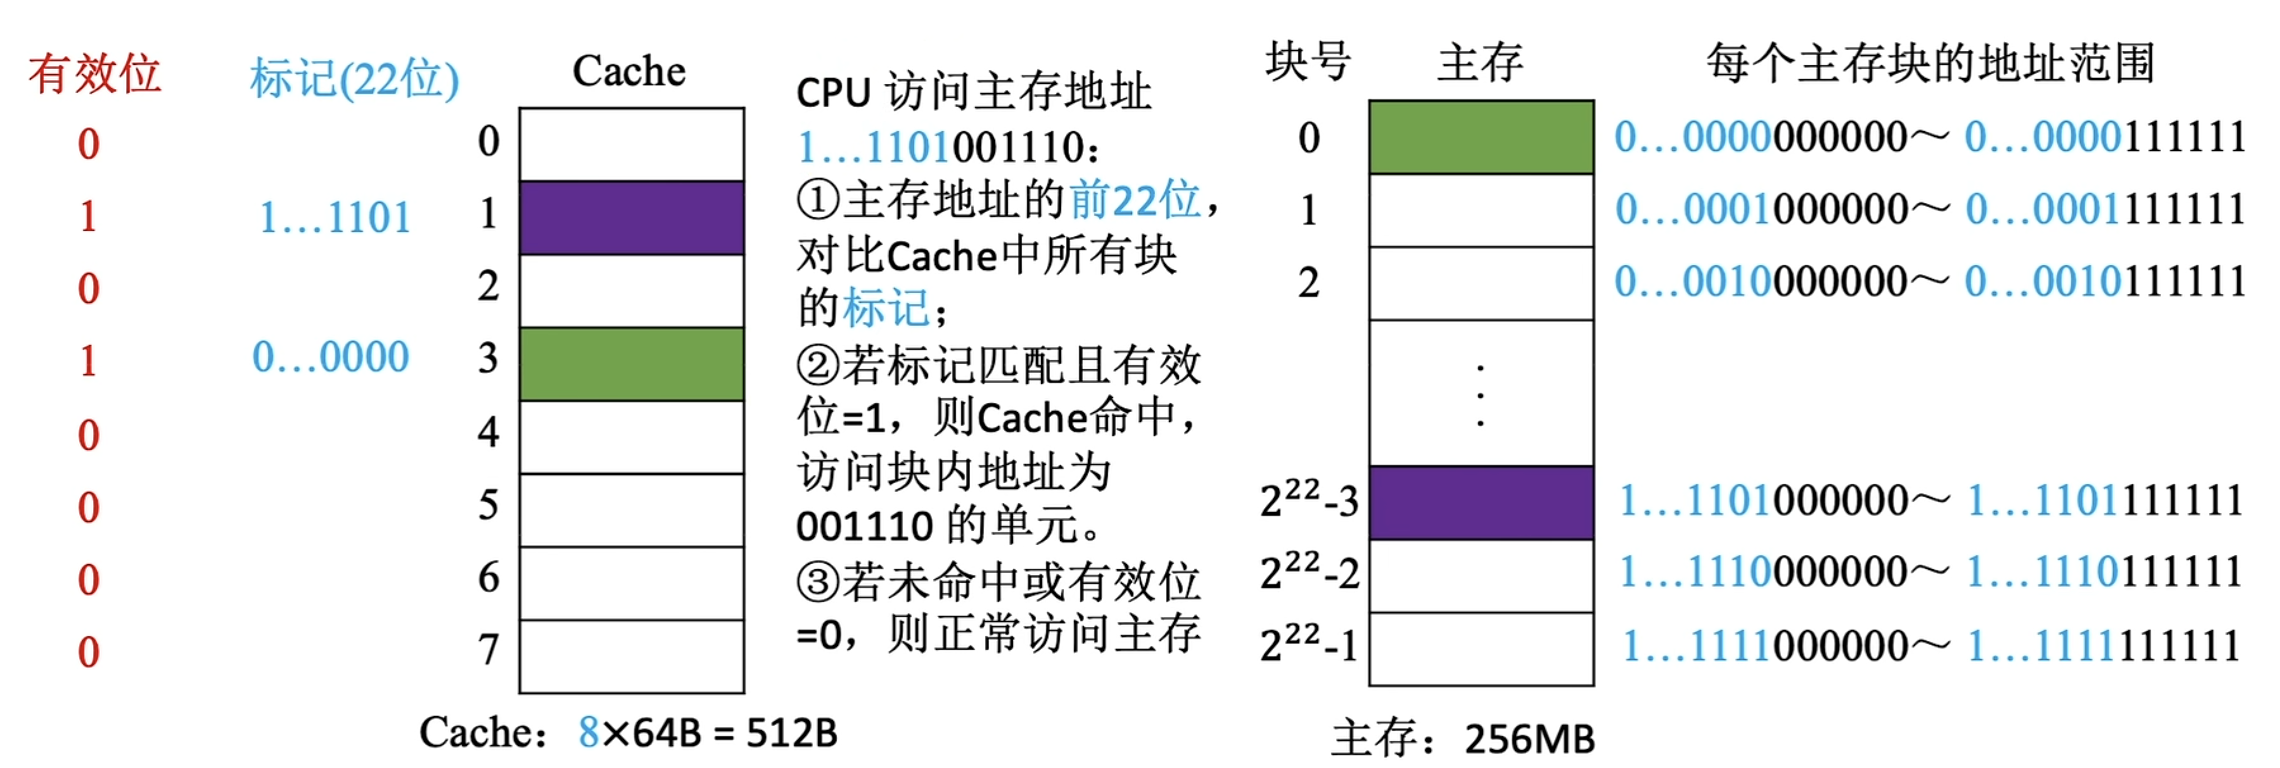 有效位 标记(22位) Cache
0 0
1 1…1101 1
0 2
1 0…0000 3
0 4
0 5
0 6
0 7
Cache：8×64B = 512B
CPU 访问主存地址
1…1101001110：
①主存地址的前22位，
对比Cache中所有块
的标记；
②若标记匹配且有效
位=1，则Cache命中，
访问块内地址为
001110 的单元。
③若未命中或有效位
=0，则正常访问主存
块号 主存 每个主存块的地址范围
0 0…0000000000～ 0…0000111111
1 0…0001000000～ 0…0001111111
2 0…0010000000～ 0…0010111111
⋮
2²²-3 1…1101000000～ 1…1101111111
2²²-2 1…1110000000～ 1…1110111111
2²²-1 1…1111000000～ 1…1111111111
主存：256MB